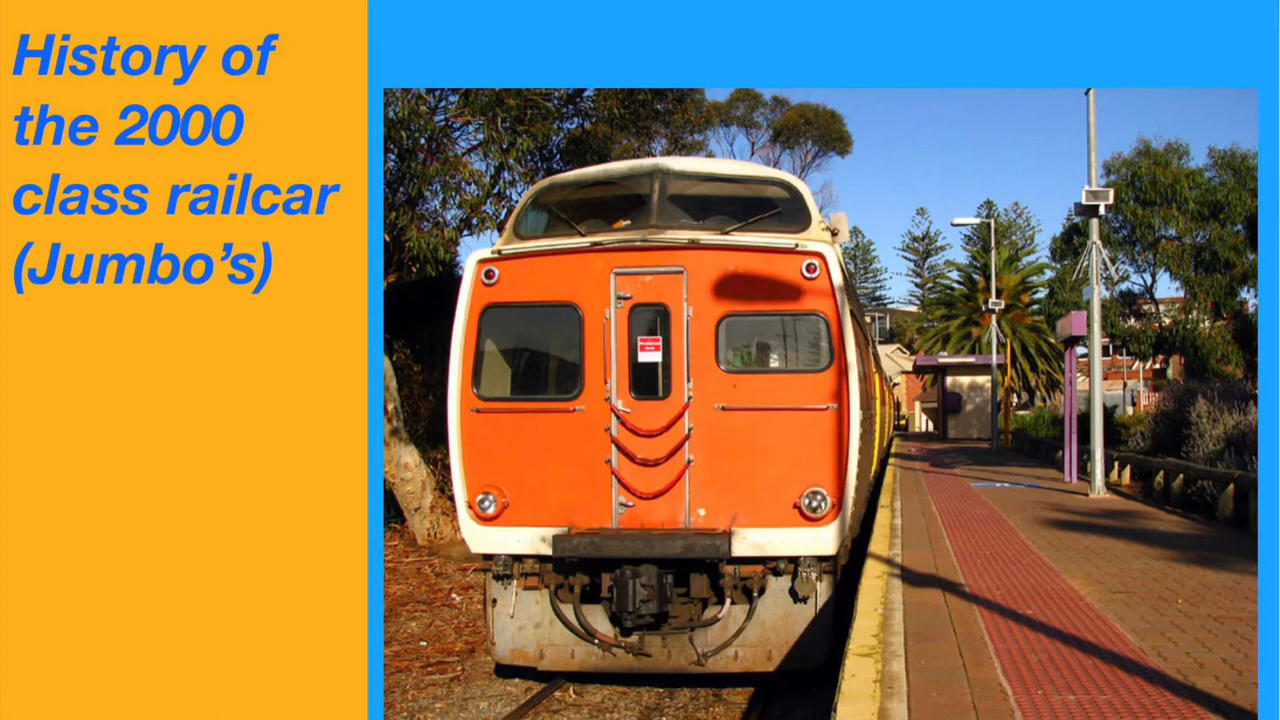 History of
the 2000
class railcar
(Jumbo’s)